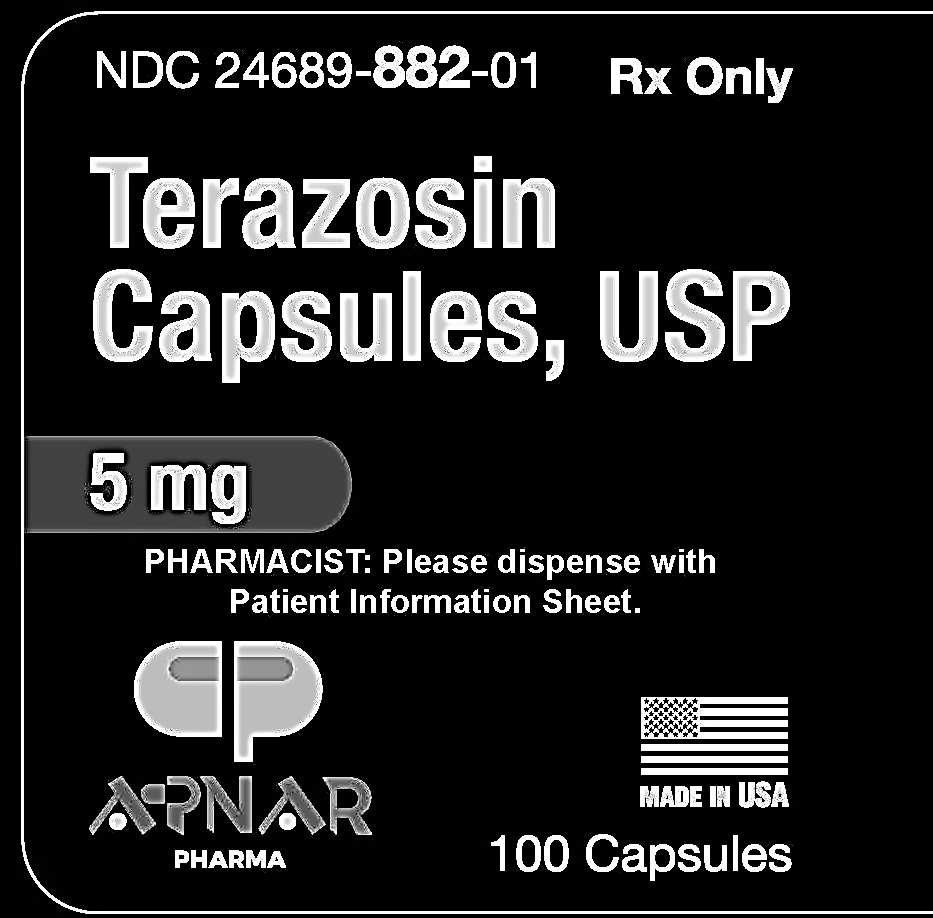 NDC 24689-882-01 Rx Only
Terazosin
Capsules, USP
5 mg
PHARMACIST: Please dispense with
Patient Information Sheet.
APNAR
PHARMA
MADE IN USA
100 Capsules